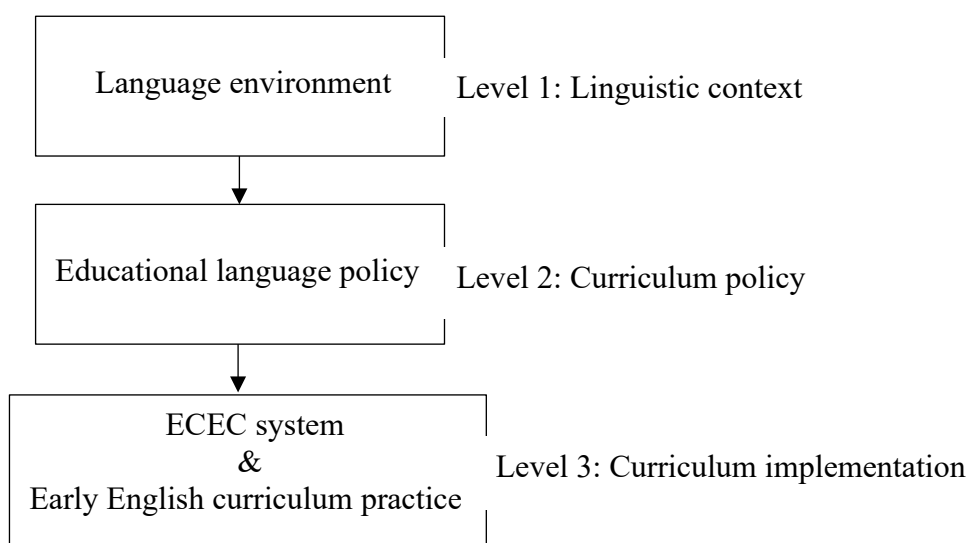 Language environment
Level 1: Linguistic context
Educational language policy
Level 2: Curriculum policy
ECEC system
&
Early English curriculum practice
Level 3: Curriculum implementation